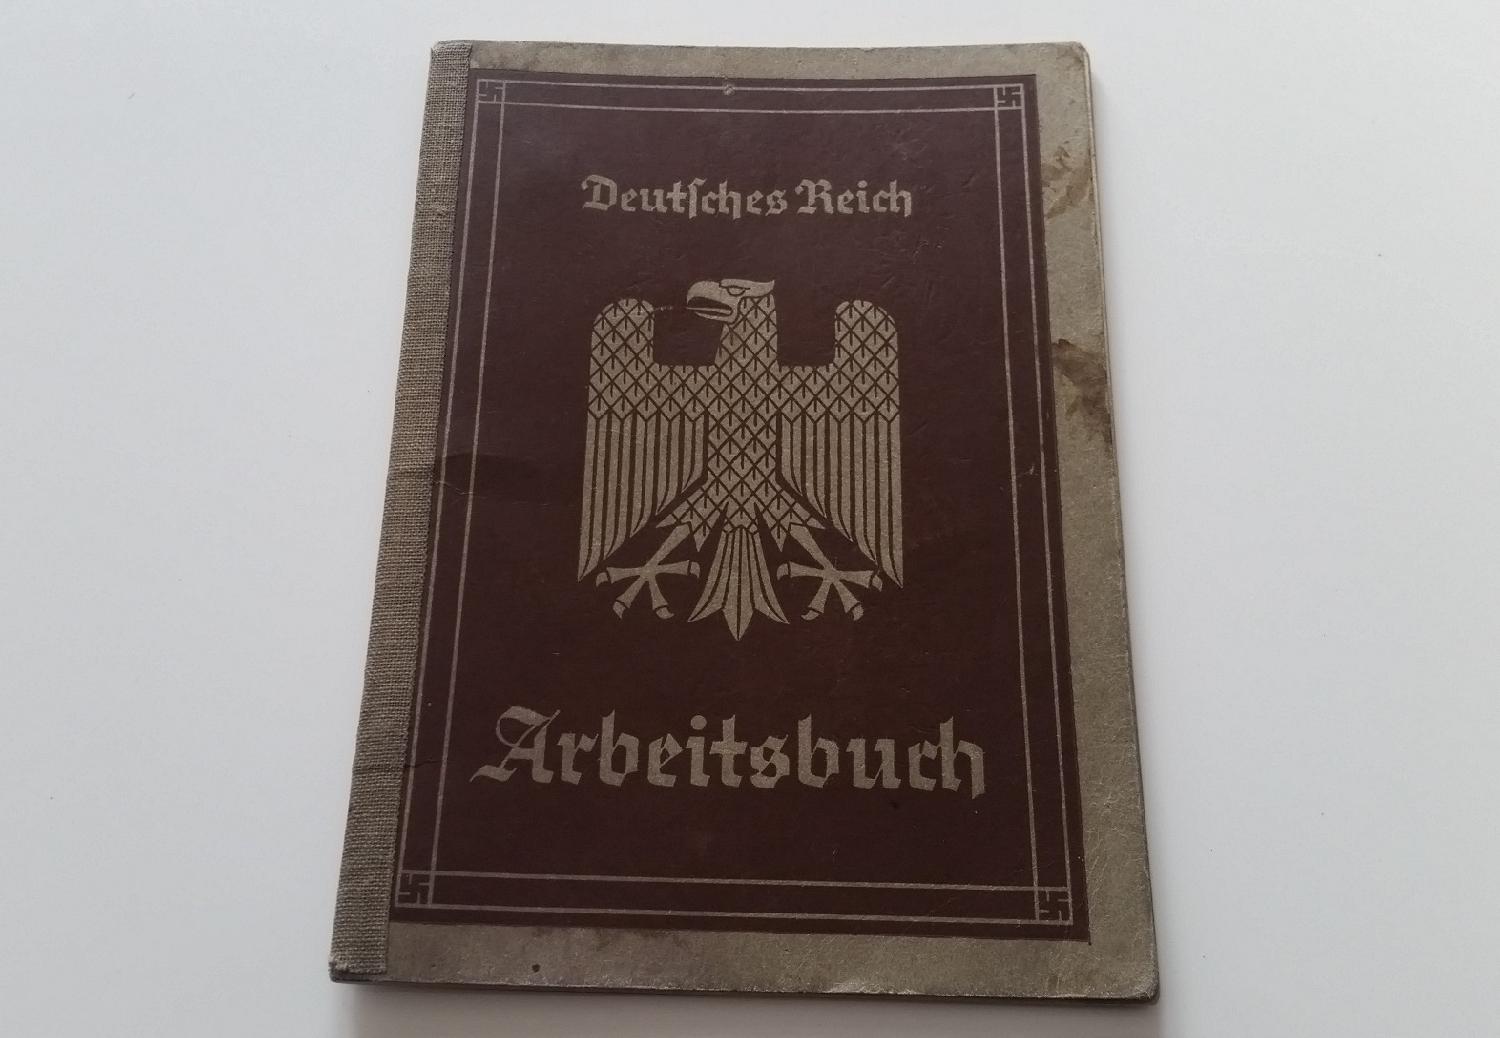 Deutſches Reich
Arbeitsbuch